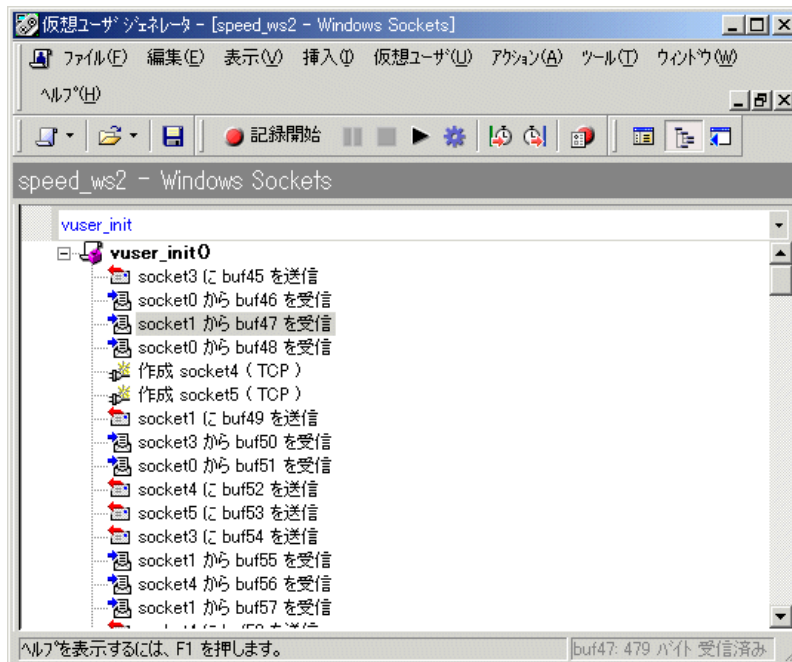 仮想ユーザ ジェネレータ - [speed_ws2 - Windows Sockets]
ファイル(F) 編集(E) 表示(V) 挿入(I) 仮想ユーザ(U) アクション(A) ツール(T) ウィンドウ(W)
ヘルプ(H)
記録開始
speed_ws2 - Windows Sockets
vuser_init
vuser_init()
socket3 に buf45 を送信
socket0 から buf46 を受信
socket1 から buf47 を受信
socket0 から buf48 を受信
作成 socket4 ( TCP )
作成 socket5 ( TCP )
socket1 に buf49 を送信
socket3 から buf50 を受信
socket0 から buf51 を受信
socket4 に buf52 を送信
socket5 に buf53 を送信
socket3 に buf54 を送信
socket1 から buf55 を受信
socket4 から buf56 を受信
socket1 から buf57 を受信
ヘルプを表示するには、F1 を押します。 buf47: 479 バイト 受信済み